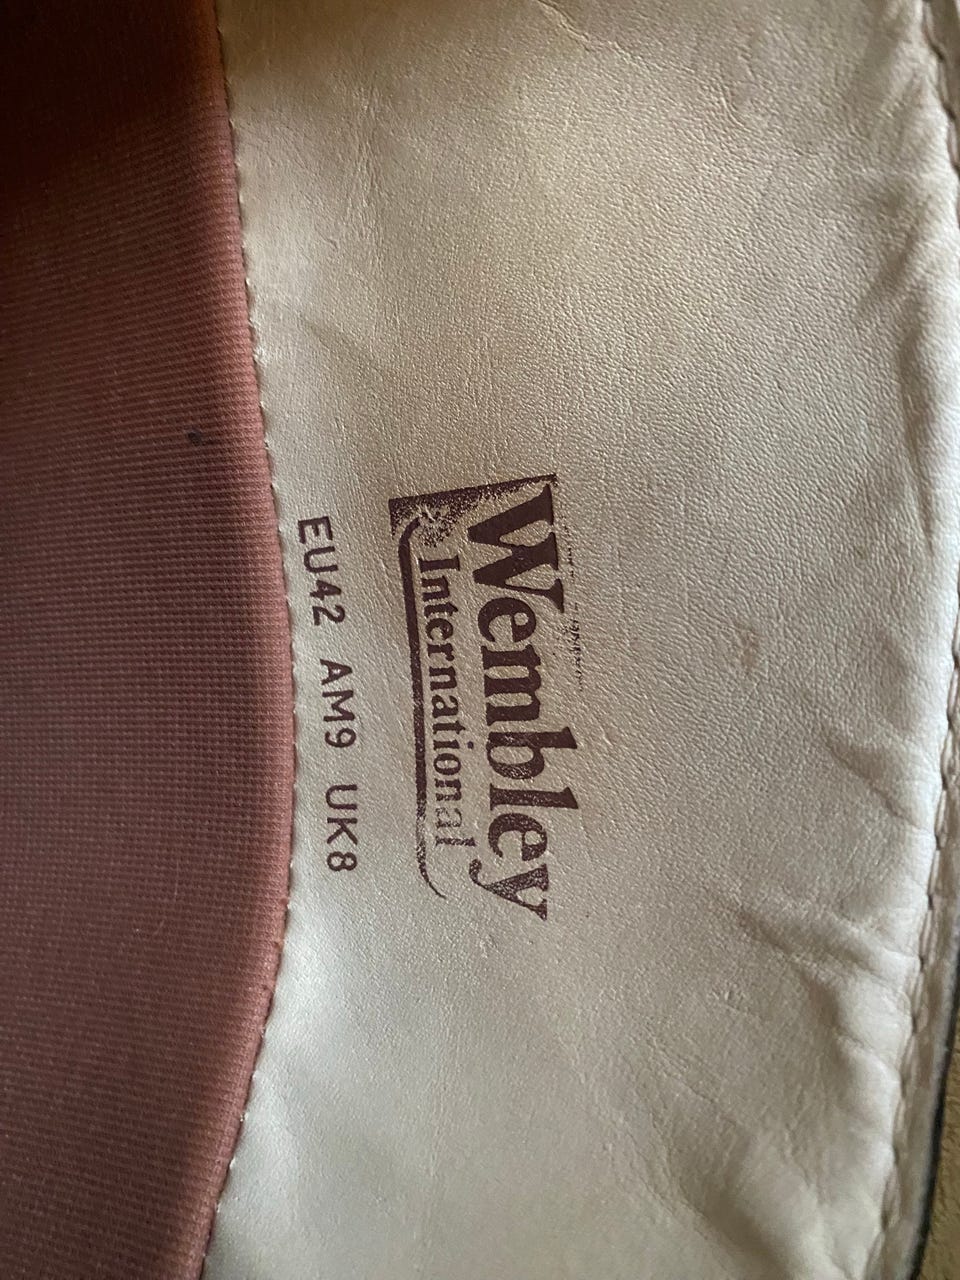 Wembley
International
EU42 AM9 UK8